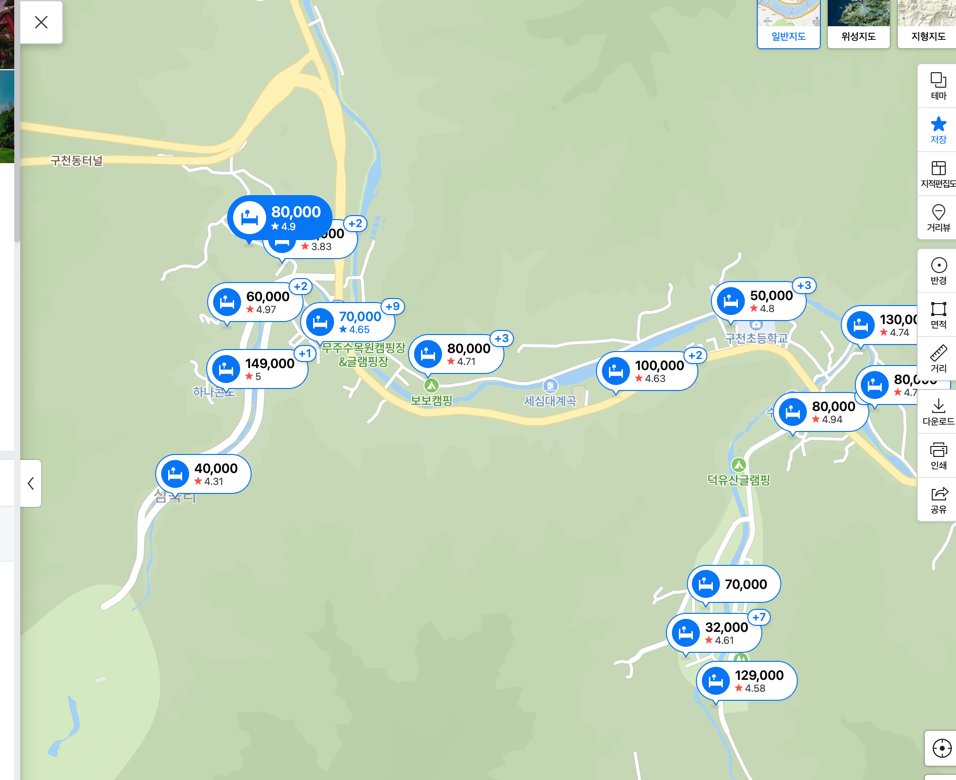 일반지도
위성지도
지형지도
테마
저장
지적편집도
거리뷰
반경
면적
거리
다운로드
인쇄
공유
구천동터널
80,000
4.9
+2
3.83
60,000
4.97
+2
70,000
4.65
+9
무주수목원캠핑장
&글램핑장
149,000
5
+1
80,000
4.71
+3
보보캠핑
세심대계곡
100,000
4.63
+2
50,000
4.8
+3
구천초등학교
4.74
80,000
4.94
덕유산글램핑
40,000
4.31
70,000
32,000
4.61
+7
129,000
4.58